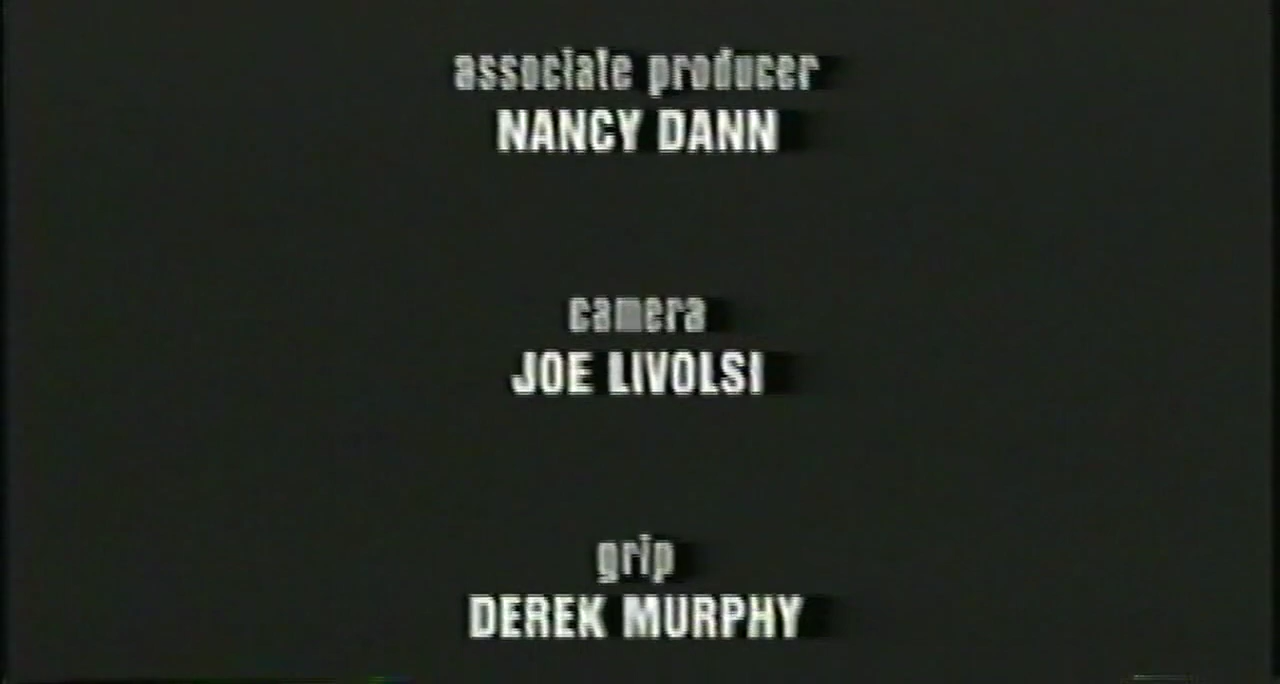 associate producer
NANCY DANN
camera
JOE LIVOLSI
grip
DEREK MURPHY